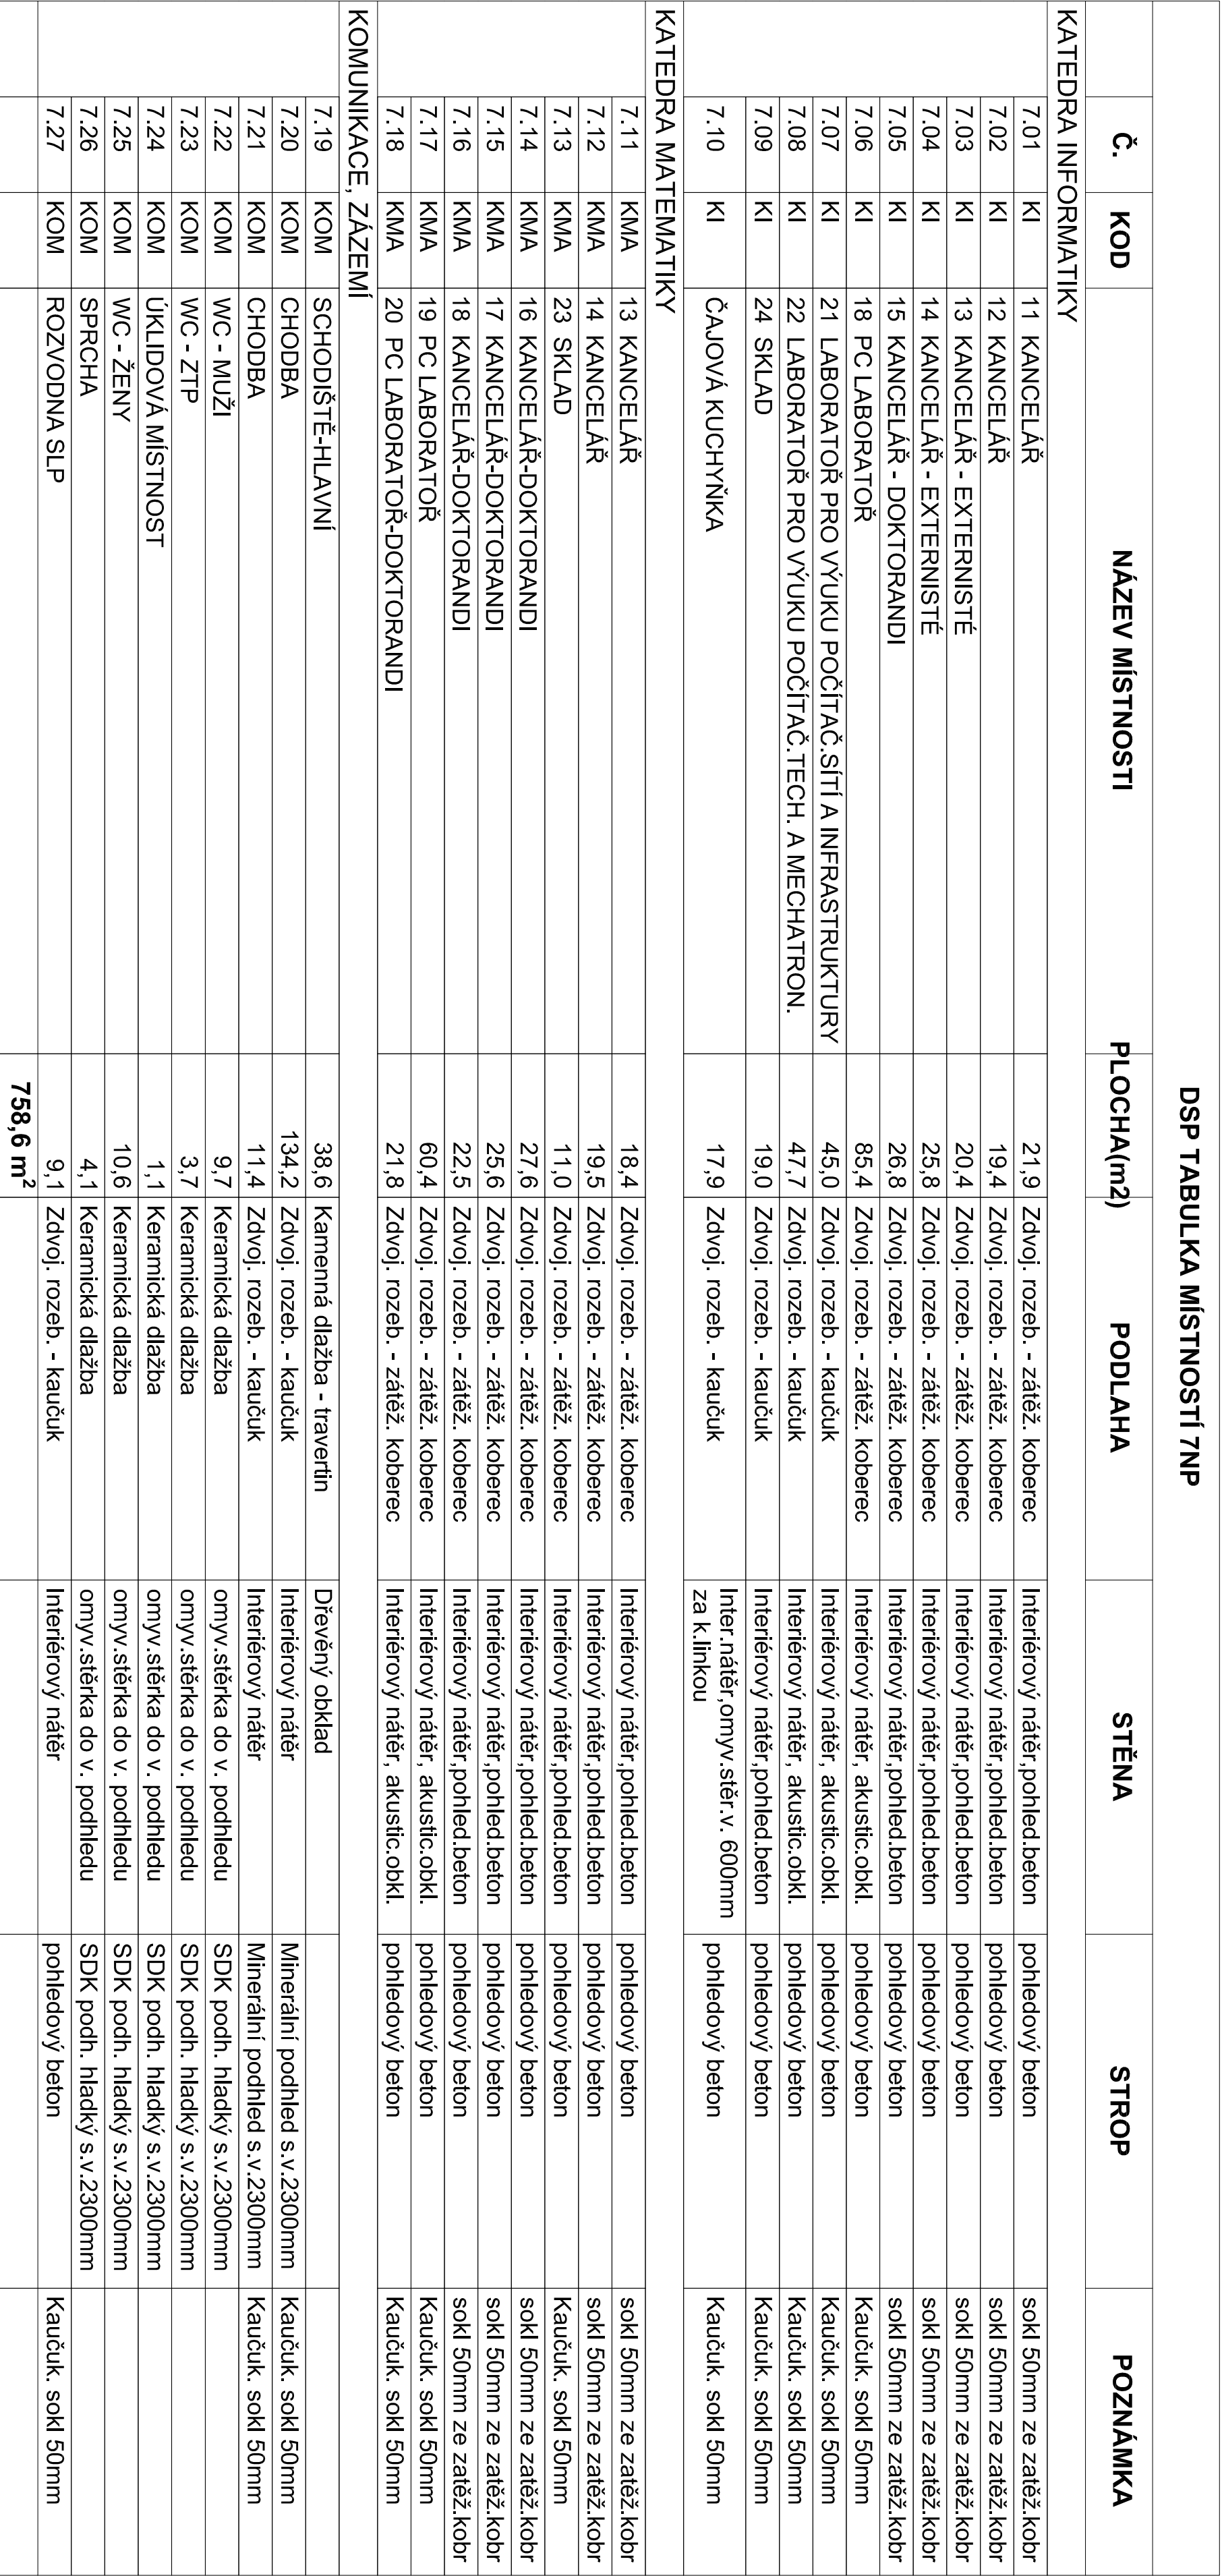 DSP TABULKA MÍSTNOSTÍ 7NP
Č. KOD NÁZEV MÍSTNOSTI PLOCHA(m2) PODLAHA STĚNA STROP POZNÁMKA
KATEDRA INFORMATIKY
7.01 KI 11 KANCELÁŘ 21,9 Zdvoj. rozeb. - zátěž. koberec Interiérový nátěr,pohled.beton pohledový beton sokl 50mm ze zatěž.kobr
7.02 KI 12 KANCELÁŘ 19,4 Zdvoj. rozeb. - zátěž. koberec Interiérový nátěr,pohled.beton pohledový beton sokl 50mm ze zatěž.kobr
7.03 KI 13 KANCELÁŘ - EXTERNISTÉ 20,4 Zdvoj. rozeb. - zátěž. koberec Interiérový nátěr,pohled.beton pohledový beton sokl 50mm ze zatěž.kobr
7.04 KI 14 KANCELÁŘ - EXTERNISTÉ 25,8 Zdvoj. rozeb. - zátěž. koberec Interiérový nátěr,pohled.beton pohledový beton sokl 50mm ze zatěž.kobr
7.05 KI 15 KANCELÁŘ - DOKTORANDI 26,8 Zdvoj. rozeb. - zátěž. koberec Interiérový nátěr,pohled.beton pohledový beton sokl 50mm ze zatěž.kobr
7.06 KI 18 PC LABORATOŘ 85,4 Zdvoj. rozeb. - zátěž. koberec Interiérový nátěr, akustic.obkl. pohledový beton Kaučuk. sokl 50mm
7.07 KI 21 LABORATOŘ PRO VÝUKU POČÍTAČ.SÍTÍ A INFRASTRUKTURY 45,0 Zdvoj. rozeb. - kaučuk Interiérový nátěr, akustic.obkl. pohledový beton Kaučuk. sokl 50mm
7.08 KI 22 LABORATOŘ PRO VÝUKU POČÍTAČ.TECH. A MECHATRON. 47,7 Zdvoj. rozeb. - kaučuk Interiérový nátěr, akustic.obkl. pohledový beton Kaučuk. sokl 50mm
7.09 KI 24 SKLAD 19,0 Zdvoj. rozeb. - kaučuk Interiérový nátěr,pohled.beton pohledový beton Kaučuk. sokl 50mm
7.10 KI ČAJOVÁ KUCHYŇKA 17,9 Zdvoj. rozeb. - kaučuk Inter.nátěr,omyv.stěr.v. 600mm pohledový beton Kaučuk. sokl 50mm
za k.linkou
KATEDRA MATEMATIKY
7.11 KMA 13 KANCELÁŘ 18,4 Zdvoj. rozeb. - zátěž. koberec Interiérový nátěr,pohled.beton pohledový beton sokl 50mm ze zatěž.kobr
7.12 KMA 14 KANCELÁŘ 19,5 Zdvoj. rozeb. - zátěž. koberec Interiérový nátěr,pohled.beton pohledový beton sokl 50mm ze zatěž.kobr
7.13 KMA 23 SKLAD 11,0 Zdvoj. rozeb. - zátěž. koberec Interiérový nátěr,pohled.beton pohledový beton Kaučuk. sokl 50mm
7.14 KMA 16 KANCELÁŘ-DOKTORANDI 27,6 Zdvoj. rozeb. - zátěž. koberec Interiérový nátěr,pohled.beton pohledový beton sokl 50mm ze zatěž.kobr
7.15 KMA 17 KANCELÁŘ-DOKTORANDI 25,6 Zdvoj. rozeb. - zátěž. koberec Interiérový nátěr,pohled.beton pohledový beton sokl 50mm ze zatěž.kobr
7.16 KMA 18 KANCELÁŘ-DOKTORANDI 22,5 Zdvoj. rozeb. - zátěž. koberec Interiérový nátěr,pohled.beton pohledový beton sokl 50mm ze zatěž.kobr
7.17 KMA 19 PC LABORATOŘ 60,4 Zdvoj. rozeb. - zátěž. koberec Interiérový nátěr, akustic.obkl. pohledový beton Kaučuk. sokl 50mm
7.18 KMA 20 PC LABORATOŘ-DOKTORANDI 21,8 Zdvoj. rozeb. - zátěž. koberec Interiérový nátěr, akustic.obkl. pohledový beton Kaučuk. sokl 50mm
KOMUNIKACE, ZÁZEMÍ
7.19 KOM SCHODIŠTĚ-HLAVNÍ 38,6 Kamenná dlažba - travertin Dřevěný obklad
7.20 KOM CHODBA 134,2 Zdvoj. rozeb. - kaučuk Interiérový nátěr Minerální podhled s.v.2300mm Kaučuk. sokl 50mm
7.21 KOM CHODBA 11,4 Zdvoj. rozeb. - kaučuk Interiérový nátěr Minerální podhled s.v.2300mm Kaučuk. sokl 50mm
7.22 KOM WC - MUŽI 9,7 Keramická dlažba omyv.stěrka do v. podhledu SDK podh. hladký s.v.2300mm
7.23 KOM WC - ZTP 3,7 Keramická dlažba omyv.stěrka do v. podhledu SDK podh. hladký s.v.2300mm
7.24 KOM ÚKLIDOVÁ MÍSTNOST 1,1 Keramická dlažba omyv.stěrka do v. podhledu SDK podh. hladký s.v.2300mm
7.25 KOM WC - ŽENY 10,6 Keramická dlažba omyv.stěrka do v. podhledu SDK podh. hladký s.v.2300mm
7.26 KOM SPRCHA 4,1 Keramická dlažba omyv.stěrka do v. podhledu SDK podh. hladký s.v.2300mm
7.27 KOM ROZVODNA SLP 9,1 Zdvoj. rozeb. - kaučuk Interiérový nátěr pohledový beton Kaučuk. sokl 50mm
758,6 m²